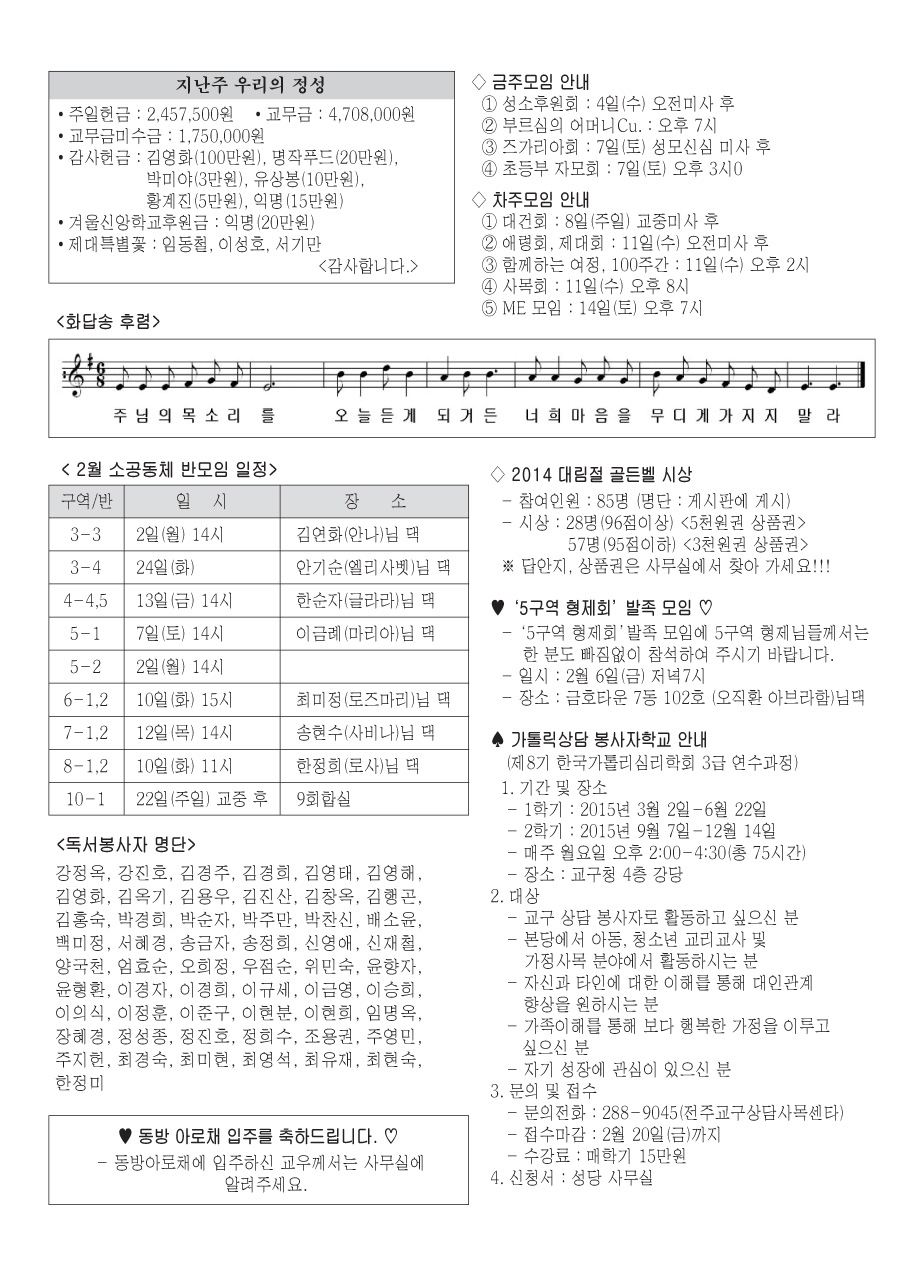 지난주 우리의 정성
• 주일헌금 : 2,457,500원 • 교무금 : 4,708,000원
• 교무금미수금 : 1,750,000원
• 감사헌금 : 김영화(100만원), 명작푸드(20만원),
박미야(3만원), 유상봉(10만원),
황계진(5만원), 익명(15만원)
• 겨울신앙학교후원금 : 익명(20만원)
• 제대특별꽃 : 임동철, 이성호, 서기만
<감사합니다.>
◇ 금주모임 안내
① 성소후원회 : 4일(수) 오전미사 후
② 부르심의 어머니Cu. : 오후 7시
③ 즈가리아회 : 7일(토) 성모신심 미사 후
④ 초등부 자모회 : 7일(토) 오후 3시0
◇ 차주모임 안내
① 대건회 : 8일(주일) 교중미사 후
② 애령회, 제대회 : 11일(수) 오전미사 후
③ 함께하는 여정, 100주간 : 11일(수) 오후 2시
④ 사목회 : 11일(수) 오후 8시
⑤ ME 모임 : 14일(토) 오후 7시
<화답송 후렴>
6
8
주 님 의 목 소 리 를 오 늘 듣 게 되 거 든 너 희 마 음 을 무 디 게 가 지 지 말 라
< 2월 소공동체 반모임 일정>
구역/반 일 시 장 소
3-3 2일(월) 14시 김연화(안나)님 댁
3-4 24일(화) 안기순(엘리사벳)님 댁
4-4,5 13일(금) 14시 한순자(글라라)님 댁
5-1 7일(토) 14시 이금례(마리아)님 댁
5-2 2일(월) 14시
6-1,2 10일(화) 15시 최미정(로즈마리)님 댁
7-1,2 12일(목) 14시 송현수(사비나)님 댁
8-1,2 10일(화) 11시 한정희(로사)님 댁
10-1 22일(주일) 교중 후 9회합실
<독서봉사자 명단>
강정옥, 강진호, 김경주, 김경희, 김영태, 김영해,
김영화, 김옥기, 김용우, 김진산, 김창옥, 김행곤,
김홍숙, 박경희, 박순자, 박주만, 박찬신, 배소윤,
백미정, 서혜경, 송금자, 송정희, 신영애, 신재철,
양국천, 엄효순, 오희정, 우점순, 위민숙, 윤향자,
윤형환, 이경자, 이경희, 이규세, 이금영, 이승희,
이의식, 이정훈, 이준구, 이현분, 이현희, 임명옥,
장혜경, 정성종, 정진호, 정희수, 조용권, 주영민,
주지헌, 최경숙, 최미현, 최영석, 최유재, 최현숙,
한정미
♥ 동방 아로채 입주를 축하드립니다. ♡
- 동방아로채에 입주하신 교우께서는 사무실에
알려주세요.
◇ 2014 대림절 골든벨 시상
- 참여인원 : 85명 (명단 : 게시판에 게시)
- 시상 : 28명(96점이상) <5천원권 상품권>
57명(95점이하) <3천원권 상품권>
※ 답안지, 상품권은 사무실에서 찾아 가세요!!!
♥ ‘5구역 형제회’ 발족 모임 ♡
- ‘5구역 형제회’발족 모임에 5구역 형제님들께서는
한 분도 빠짐없이 참석하여 주시기 바랍니다.
- 일시 : 2월 6일(금) 저녁7시
- 장소 : 금호타운 7동 102호 (오직환 아브라함)님댁
♠ 가톨릭상담 봉사자학교 안내
(제8기 한국가톨리심리학회 3급 연수과정)
1. 기간 및 장소
- 1학기 : 2015년 3월 2일-6월 22일
- 2학기 : 2015년 9월 7일-12월 14일
- 매주 월요일 오후 2:00-4:30(총 75시간)
- 장소 : 교구청 4층 강당
2. 대상
- 교구 상담 봉사자로 활동하고 싶으신 분
- 본당에서 아동, 청소년 교리교사 및
가정사목 분야에서 활동하시는 분
- 자신과 타인에 대한 이해를 통해 대인관계
향상을 원하시는 분
- 가족이해를 통해 보다 행복한 가정을 이루고
싶으신 분
- 자기 성장에 관심이 있으신 분
3. 문의 및 접수
- 문의전화 : 288-9045(전주교구상담사목센타)
- 접수마감 : 2월 20일(금)까지
- 수강료 : 매학기 15만원
4. 신청서 : 성당 사무실